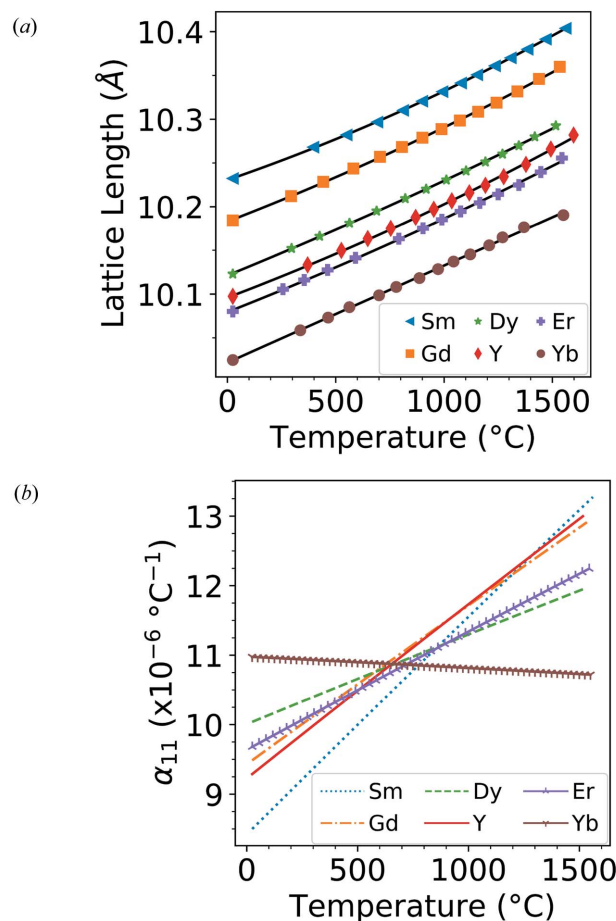 (a)
Lattice Length (Å)
10.4
10.3
10.2
10.1
Sm Dy Er
Gd Y Yb
0 500 1000 1500
Temperature (°C)
(b)
α11 (x10−6 °C−1)
13
12
11
10
9
Sm Dy Er
Gd Y Yb
0 500 1000 1500
Temperature (°C)